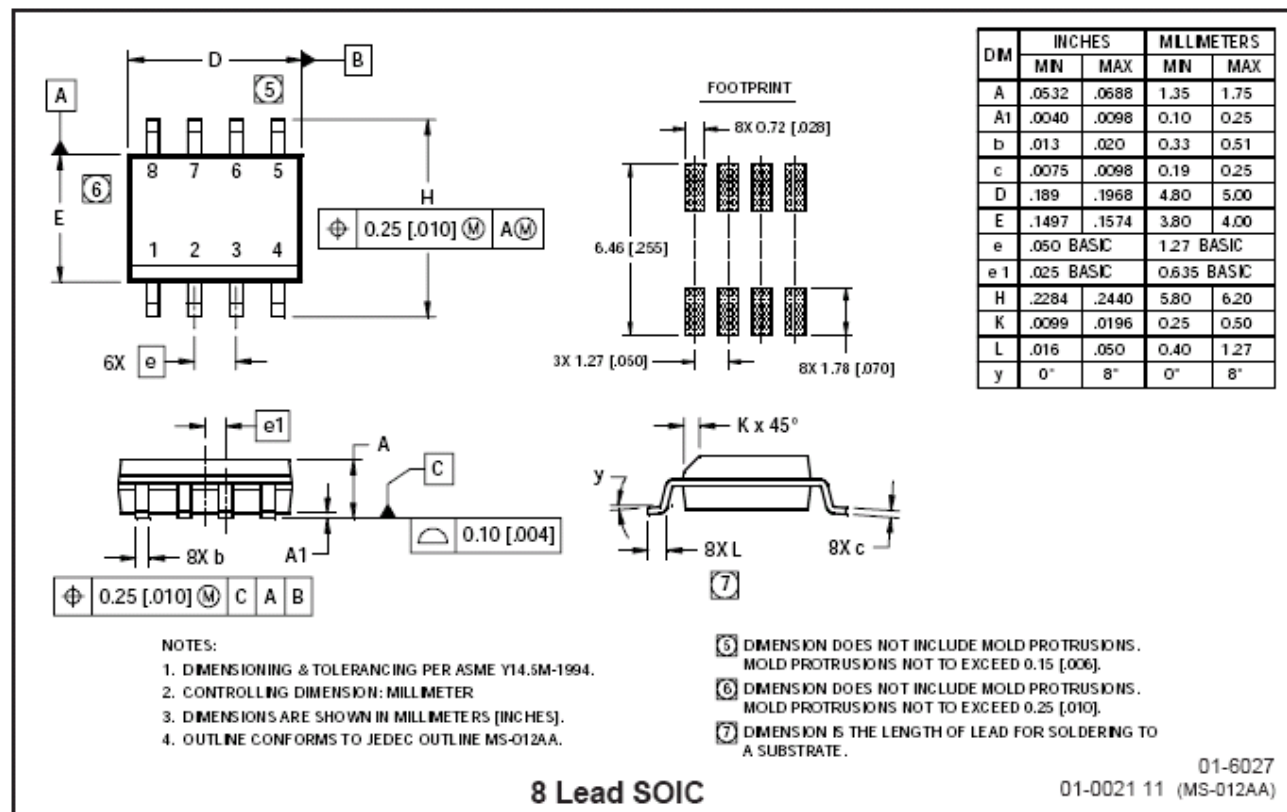 D
B
5
A
8 7 6 5
6
E
H
⌖ 0.25 [.010] Ⓜ AⓂ
1 2 3 4
6X e
FOOTPRINT
8X 0.72 [.028]
6.46 [.255]
3X 1.27 [.050]
8X 1.78 [.070]
DIM INCHES MILLIMETERS
MIN MAX MIN MAX
A .0532 .0688 1.35 1.75
A1 .0040 .0098 0.10 0.25
b .013 .020 0.33 0.51
c .0075 .0098 0.19 0.25
D .189 .1968 4.80 5.00
E .1497 .1574 3.80 4.00
e .050 BASIC 1.27 BASIC
e 1 .025 BASIC 0.635 BASIC
H .2284 .2440 5.80 6.20
K .0099 .0196 0.25 0.50
L .016 .050 0.40 1.27
y 0° 8° 0° 8°
e1
A
C
⌓ 0.10 [.004]
8X b
A1
⌖ 0.25 [.010] Ⓜ C A B
K x 45°
y
8X L
8X c
7
NOTES:
1. DIMENSIONING & TOLERANCING PER ASME Y14.5M-1994.
2. CONTROLLING DIMENSION: MILLIMETER
3. DIMENSIONS ARE SHOWN IN MILLIMETERS [INCHES].
4. OUTLINE CONFORMS TO JEDEC OUTLINE MS-012AA.
5 DIMENSION DOES NOT INCLUDE MOLD PROTRUSIONS.
MOLD PROTRUSIONS NOT TO EXCEED 0.15 [.006].
6 DIMENSION DOES NOT INCLUDE MOLD PROTRUSIONS.
MOLD PROTRUSIONS NOT TO EXCEED 0.25 [.010].
7 DIMENSION IS THE LENGTH OF LEAD FOR SOLDERING TO
A SUBSTRATE.
8 Lead SOIC
01-6027
01-0021 11 (MS-012AA)